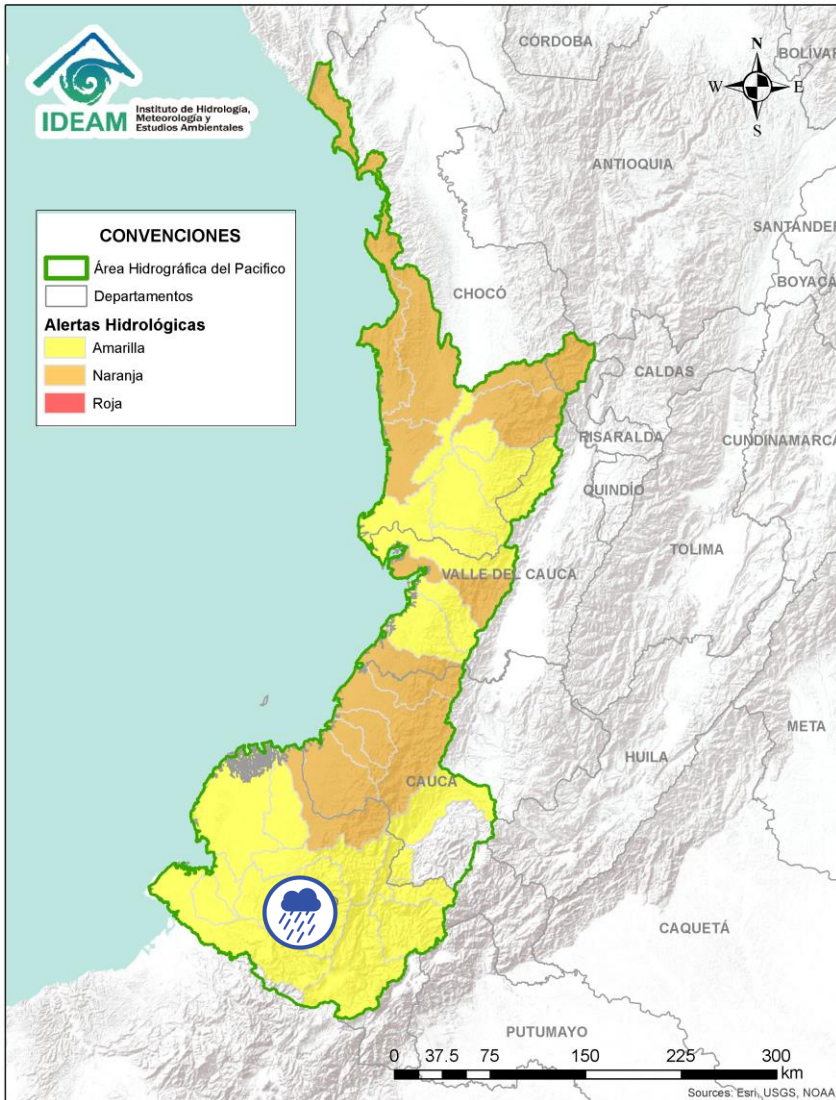 IDEAM
Instituto de Hidrología,
Meteorología y
Estudios Ambientales
CÓRDOBA
BOLÍVAR
N
W
E
S
ANTIOQUIA
SANTANDER
BOYACÁ
CONVENCIONES
Área Hidrográfica del Pacifico
Departamentos
Alertas Hidrológicas
Amarilla
Naranja
Roja
CHOCÓ
CALDAS
RISARALDA
CUNDINAMARCA
QUINDÍO
TOLIMA
VALLE DEL CAUCA
META
HUILA
CAUCA
CAQUETÁ
PUTUMAYO
0 37.5 75 150 225 300
km
Sources: Esri, USGS, NOAA